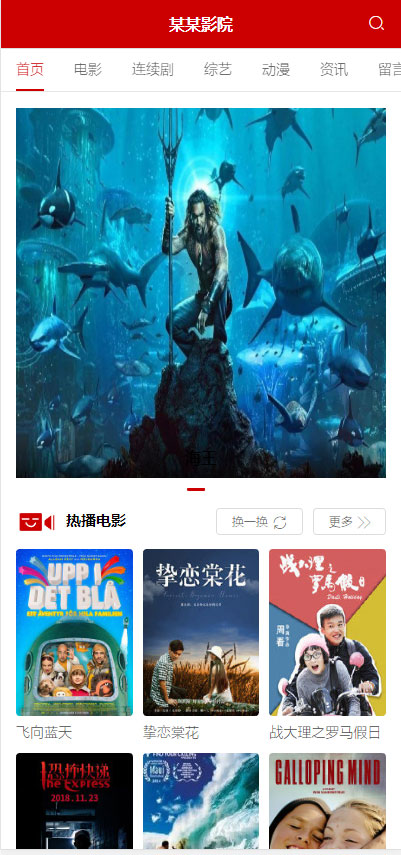 某某影院
首页 电影 连续剧 综艺 动漫 资讯 留言
海王
热播电影 换一换 更多
UPP I
DET BLÅ
挚恋棠花
战大理之
罗马假日
Dali Holiday
飞向蓝天 挚恋棠花 战大理之罗马假日
恐怖快递
The Express
2018.11.23
Maui
GALLOPING MIND